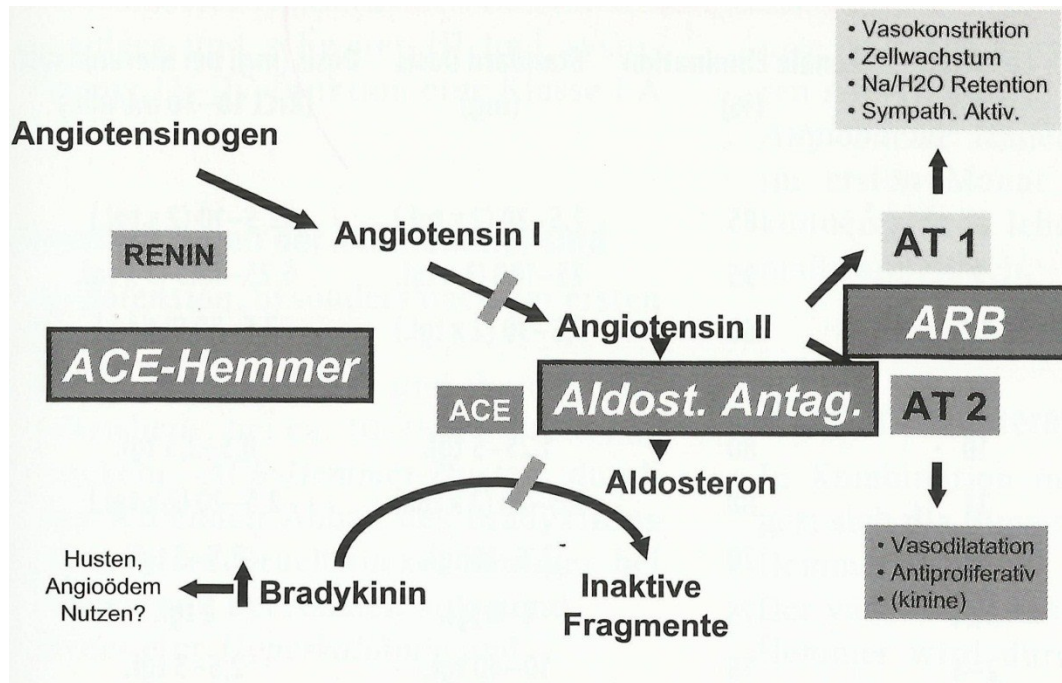 • Vasokonstriktion
• Zellwachstum
• Na/H2O Retention
• Sympath. Aktiv.
Angiotensinogen
RENIN
Angiotensin I
AT 1
Angiotensin II
ARB
ACE-Hemmer
ACE
Aldost. Antag.
AT 2
Aldosteron
Husten,
Angioödem
Nutzen?
Bradykinin
Inaktive
Fragmente
• Vasodilatation
• Antiproliferativ
• (kinine)